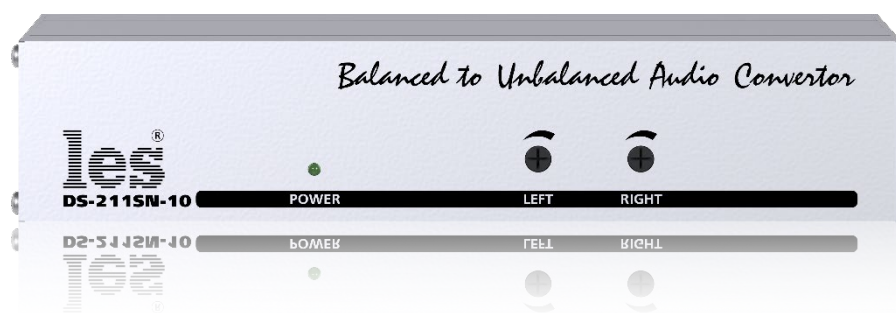 Balanced to Unbalanced Audio Convertor
les®
DS-211SN-10
POWER LEFT RIGHT